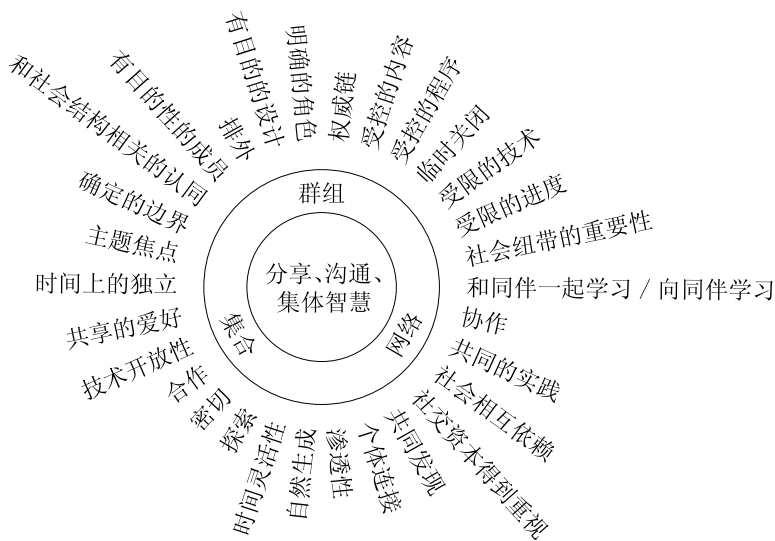 分享、沟通、
集体智慧
群组
网络
集合
明确的角色
权威链
受控的内容
受控的程序
临时关闭
受限的技术
受限的进度
社会纽带的重要性
和同伴一起学习 / 向同伴学习
协作
共同的实践
社会相互依赖
社交资本得到重视
共同发现
个体连接
渗透性
自然生成
时间灵活性
探索
密切
合作
技术开放性
共享的爱好
时间上的独立
主题焦点
确定的边界
和社会结构相关的认同
有目的性的成员
排外
有目的的设计